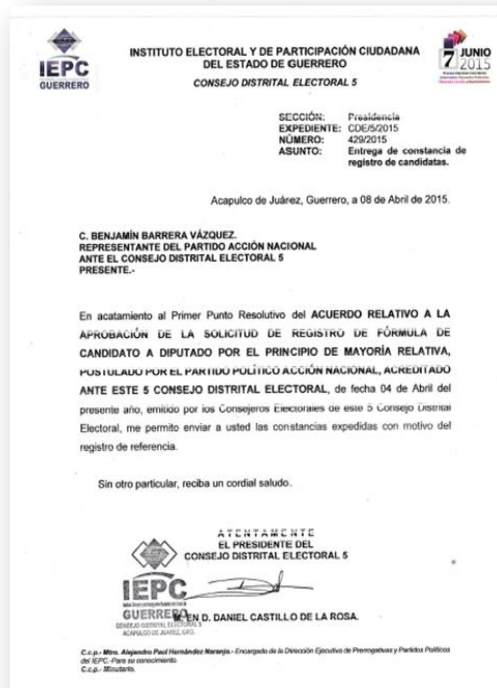 IEPC
GUERRERO
INSTITUTO ELECTORAL Y DE PARTICIPACIÓN CIUDADANA
DEL ESTADO DE GUERRERO
CONSEJO DISTRITAL ELECTORAL 5
7 JUNIO
2015
SECCIÓN: Presidencia
EXPEDIENTE: CDE/5/2015
NÚMERO: 429/2015
ASUNTO: Entrega de constancia de
registro de candidatas.
Acapulco de Juárez, Guerrero, a 08 de Abril de 2015.
C. BENJAMÍN BARRERA VÁZQUEZ.
REPRESENTANTE DEL PARTIDO ACCIÓN NACIONAL
ANTE EL CONSEJO DISTRITAL ELECTORAL 5
PRESENTE.-
En acatamiento al Primer Punto Resolutivo del ACUERDO RELATIVO A LA
APROBACIÓN DE LA SOLICITUD DE REGISTRO DE FÓRMULA DE
CANDIDATO A DIPUTADO POR EL PRINCIPIO DE MAYORÍA RELATIVA,
POSTULADO POR EL PARTIDO POLÍTICO ACCIÓN NACIONAL, ACREDITADO
ANTE ESTE 5 CONSEJO DISTRITAL ELECTORAL, de fecha 04 de Abril del
presente año, emitido por los Consejeros Electorales de este 5 Consejo Distrital
Electoral, me permito enviar a usted las constancias expedidas con motivo del
registro de referencia.
Sin otro particular, reciba un cordial saludo.
ATENTAMENTE
EL PRESIDENTE DEL
CONSEJO DISTRITAL ELECTORAL 5
IEPC
GUERRERO
CONSEJO DISTRITAL ELECTORAL 5
ACAPULCO DE JUAREZ, GRO.
M. EN D. DANIEL CASTILLO DE LA ROSA.
C.c.p.- Mtro. Alejandro Paul Hernández Naranjo.- Encargado de la Dirección Ejecutiva de Prerrogativas y Partidos Políticos
del IEPC.-Para su conocimiento.
C.c.p.- Minutario.